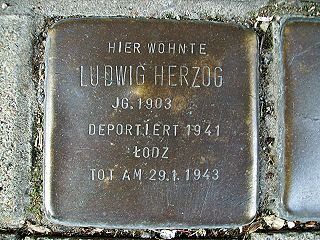 HIER WOHNTE
LUDWIG HERZOG
JG. 1903
DEPORTIERT 1941
ŁODZ
TOT AM 29.1.1943